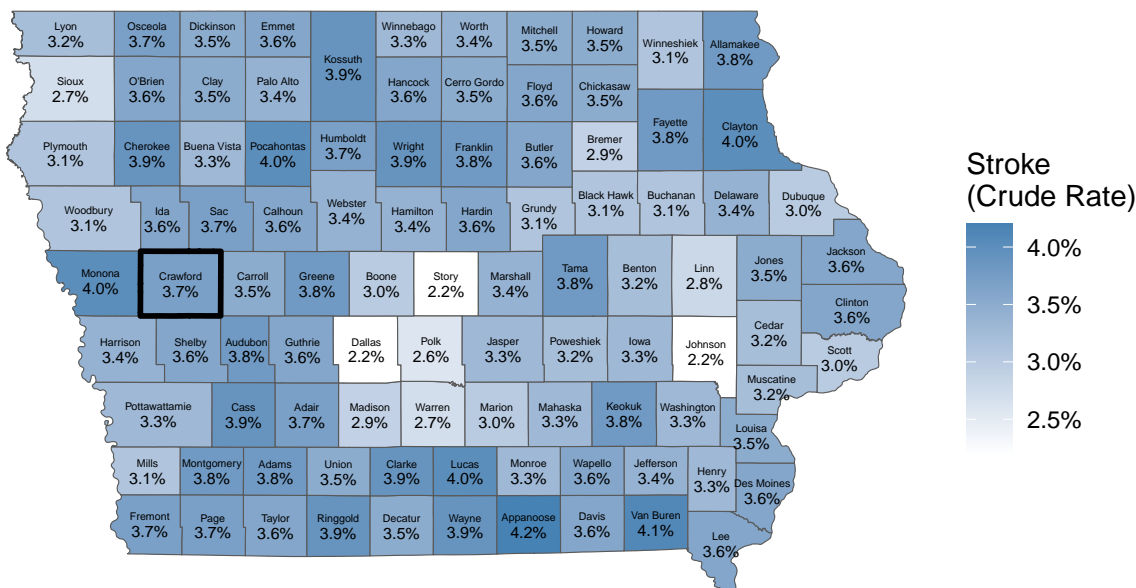 Lyon
3.2%
Osceola
3.7%
Dickinson
3.5%
Emmet
3.6%
Kossuth
3.9%
Winnebago
3.3%
Worth
3.4%
Mitchell
3.5%
Howard
3.5%
Winneshiek
3.1%
Allamakee
3.8%
Sioux
2.7%
O'Brien
3.6%
Clay
3.5%
Palo Alto
3.4%
Hancock
3.6%
Cerro Gordo
3.5%
Floyd
3.6%
Chickasaw
3.5%
Fayette
3.8%
Clayton
4.0%
Plymouth
3.1%
Cherokee
3.9%
Buena Vista
3.3%
Pocahontas
4.0%
Humboldt
3.7%
Wright
3.9%
Franklin
3.8%
Butler
3.6%
Bremer
2.9%
Woodbury
3.1%
Ida
3.6%
Sac
3.7%
Calhoun
3.6%
Webster
3.4%
Hamilton
3.4%
Hardin
3.6%
Grundy
3.1%
Black Hawk
3.1%
Buchanan
3.1%
Delaware
3.4%
Dubuque
3.0%
Monona
4.0%
Crawford
3.7%
Carroll
3.5%
Greene
3.8%
Boone
3.0%
Story
2.2%
Marshall
3.4%
Tama
3.8%
Benton
3.2%
Linn
2.8%
Jones
3.5%
Jackson
3.6%
Clinton
3.6%
Harrison
3.4%
Shelby
3.6%
Audubon
3.8%
Guthrie
3.6%
Dallas
2.2%
Polk
2.6%
Jasper
3.3%
Poweshiek
3.2%
Iowa
3.3%
Johnson
2.2%
Cedar
3.2%
Scott
3.0%
Muscatine
3.2%
Pottawattamie
3.3%
Cass
3.9%
Adair
3.7%
Madison
2.9%
Warren
2.7%
Marion
3.0%
Mahaska
3.3%
Keokuk
3.8%
Washington
3.3%
Louisa
3.5%
Mills
3.1%
Montgomery
3.8%
Adams
3.8%
Union
3.5%
Clarke
3.9%
Lucas
4.0%
Monroe
3.3%
Wapello
3.6%
Jefferson
3.4%
Henry
3.3%
Des Moines
3.6%
Fremont
3.7%
Page
3.7%
Taylor
3.6%
Ringgold
3.9%
Decatur
3.5%
Wayne
3.9%
Appanoose
4.2%
Davis
3.6%
Van Buren
4.1%
Lee
3.6%
Stroke
(Crude Rate)
4.0%
3.5%
3.0%
2.5%